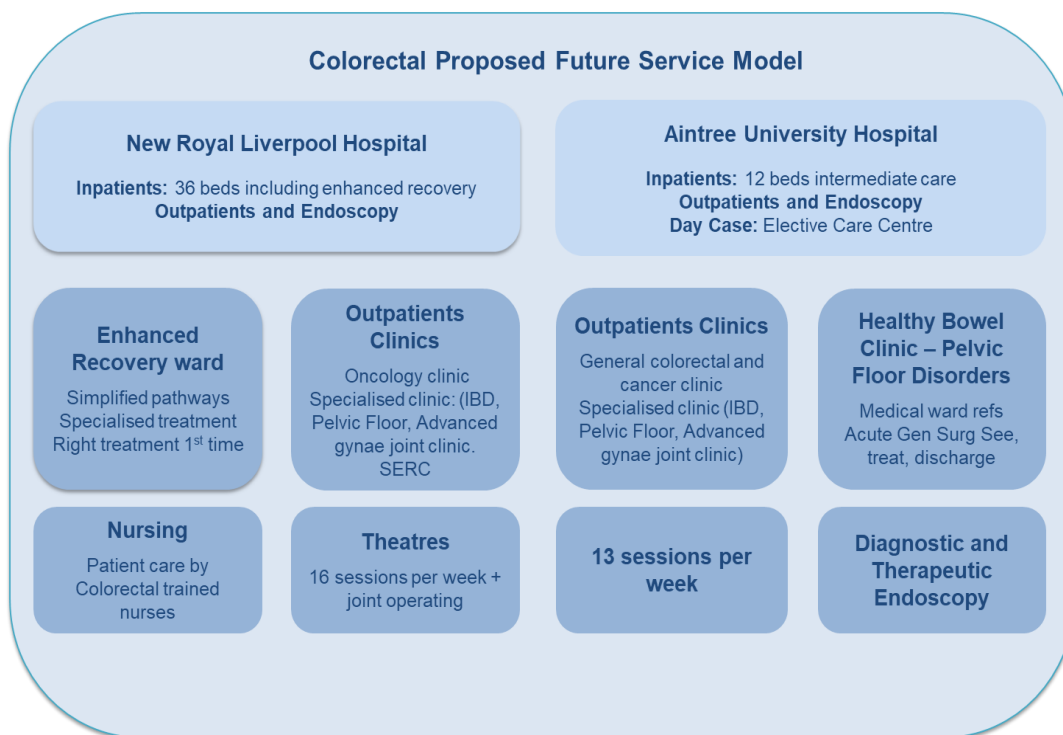 Colorectal Proposed Future Service Model
New Royal Liverpool Hospital
Inpatients: 36 beds including enhanced recovery
Outpatients and Endoscopy
Aintree University Hospital
Inpatients: 12 beds intermediate care
Outpatients and Endoscopy
Day Case: Elective Care Centre
Enhanced
Recovery ward
Simplified pathways
Specialised treatment
Right treatment 1st time
Outpatients
Clinics
Oncology clinic
Specialised clinic: (IBD,
Pelvic Floor, Advanced
gynae joint clinic.
SERC
Outpatients Clinics
General colorectal and
cancer clinic
Specialised clinic (IBD,
Pelvic Floor, Advanced
gynae joint clinic)
Healthy Bowel
Clinic – Pelvic
Floor Disorders
Medical ward refs
Acute Gen Surg See,
treat, discharge
Nursing
Patient care by
Colorectal trained
nurses
Theatres
16 sessions per week +
joint operating
13 sessions per
week
Diagnostic and
Therapeutic
Endoscopy